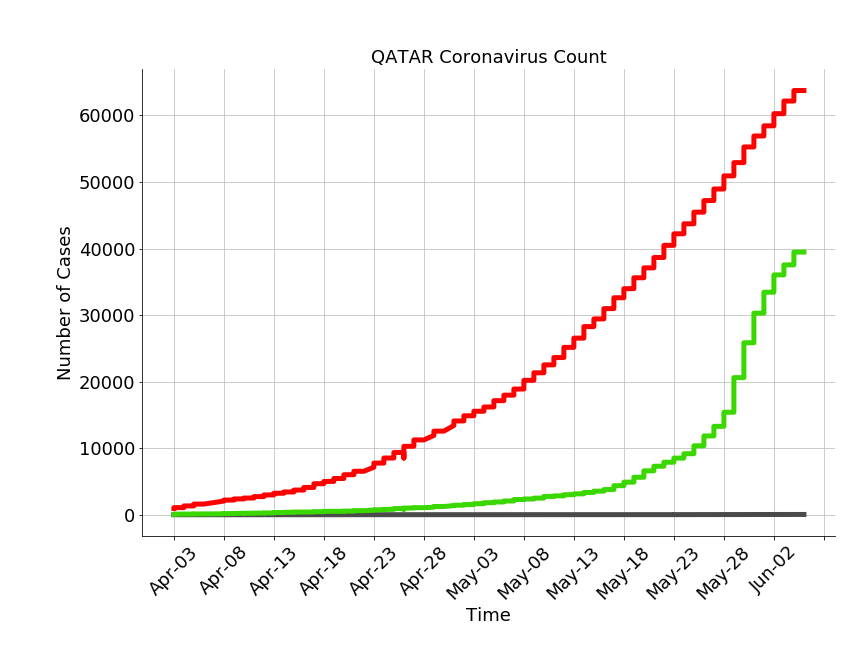 QATAR Coronavirus Count
Number of Cases
60000
50000
40000
30000
20000
10000
0
Apr-03
Apr-08
Apr-13
Apr-18
Apr-23
Apr-28
May-03
May-08
May-13
May-18
May-23
May-28
Jun-02
Time